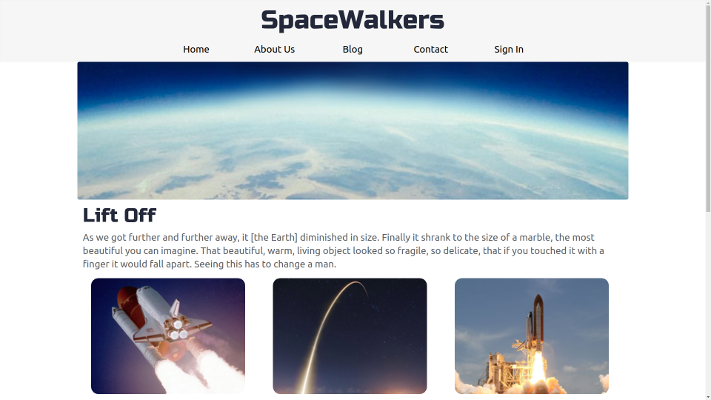 SpaceWalkers
Home About Us Blog Contact Sign In
Lift Off
As we got further and further away, it [the Earth] diminished in size. Finally it shrank to the size of a marble, the most
beautiful you can imagine. That beautiful, warm, living object looked so fragile, so delicate, that if you touched it with a
finger it would fall apart. Seeing this has to change a man.